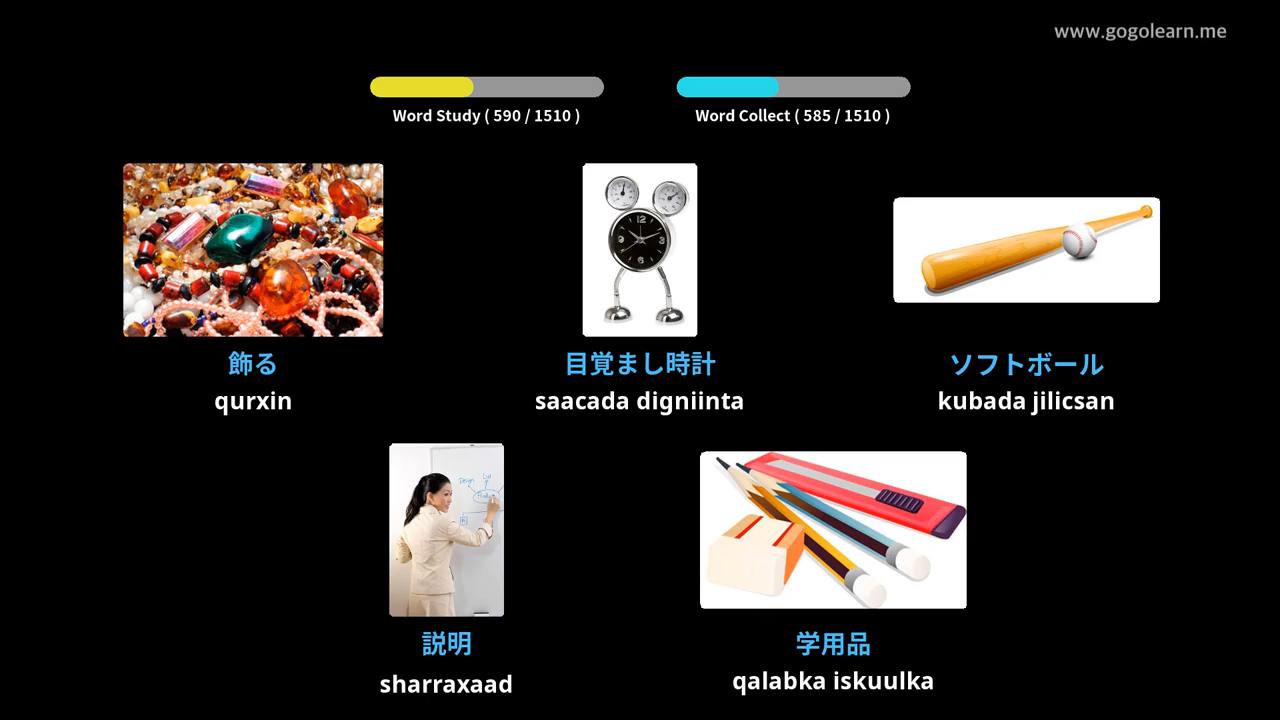 www.gogolearn.me
Word Study ( 590 / 1510 )
Word Collect ( 585 / 1510 )
飾る
qurxin
目覚まし時計
saacada digniinta
ソフトボール
kubada jilicsan
説明
sharraxaad
学用品
qalabka iskuulka